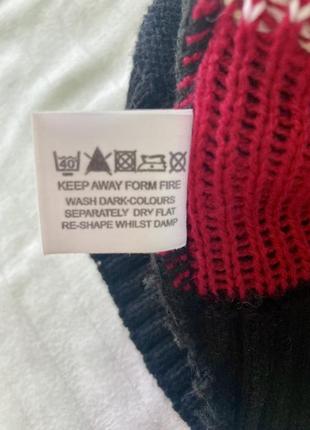 40
KEEP AWAY FORM FIRE
WASH DARK-COLOURS
SEPARATELY DRY FLAT
RE-SHAPE WHILST DAMP